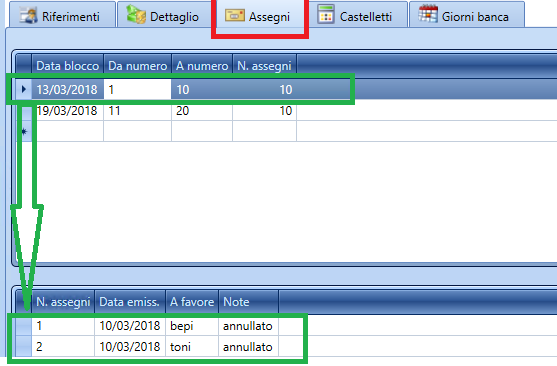 Riferimenti Dettaglio Assegni Castelletti Giorni banca
Data blocco Da numero A numero N. assegni
13/03/2018 1 10 10
19/03/2018 11 20 10
*
N. assegni Data emiss. A favore Note
1 10/03/2018 bepi annullato
2 10/03/2018 toni annullato